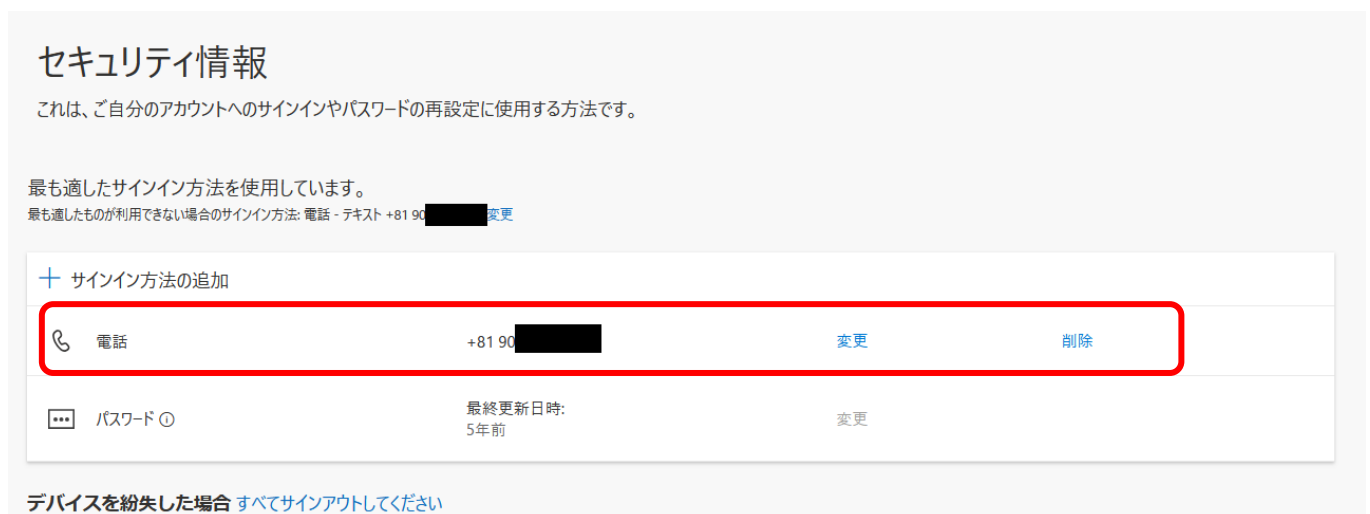 セキュリティ情報
これは、ご自分のアカウントへのサインインやパスワードの再設定に使用する方法です。
最も適したサインイン方法を使用しています。
最も適したものが利用できない場合のサインイン方法: 電話 - テキスト +81 90 変更
サインイン方法の追加
電話 +81 90 変更 削除
パスワード 最終更新日時: 変更
5年前
デバイスを紛失した場合 すべてサインアウトしてください